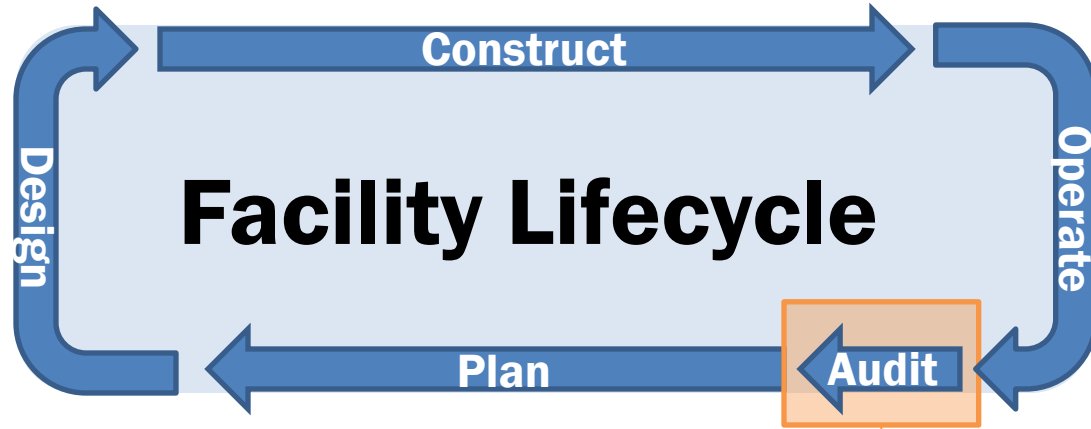 Construct
Design
Operate
Facility Lifecycle
Plan
Audit